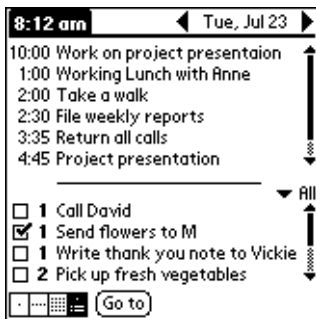 8:12 am Tue, Jul 23
10:00 Work on project presentaion
1:00 Working Lunch with Anne
2:00 Take a walk
2:30 File weekly reports
3:35 Return all calls
4:45 Project presentation
All
1 Call David
1 Send flowers to M
1 Write thank you note to Vickie
2 Pick up fresh vegetables
Go to